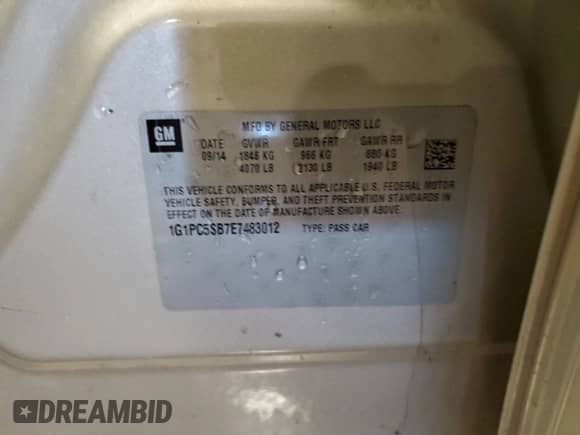 MFD BY GENERAL MOTORS LLC
GM
DATE GVWR GAWR FRT GAWR RR
09/14 1846 KG 966 KG 880 KG
4070 LB 2130 LB 1940 LB
THIS VEHICLE CONFORMS TO ALL APPLICABLE U.S. FEDERAL MOTOR
VEHICLE SAFETY, BUMPER, AND THEFT PREVENTION STANDARDS IN
EFFECT ON THE DATE OF MANUFACTURE SHOWN ABOVE.
1G1PC5SB7E7483012 TYPE: PASS CAR
DREAMBID